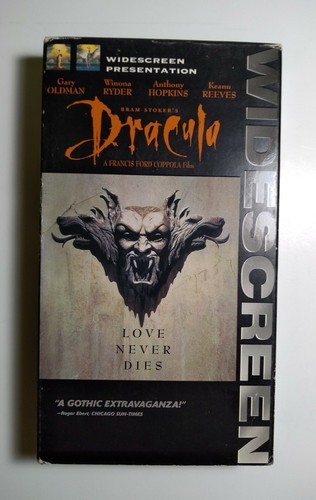 WIDESCREEN
PRESENTATION
Gary Winona Anthony Keanu
OLDMAN RYDER HOPKINS REEVES
BRAM STOKER'S
Dracula
A FRANCIS FORD COPPOLA Film
WIDESCREEN
LOVE
NEVER
DIES
"A GOTHIC EXTRAVAGANZA!"
—Roger Ebert, CHICAGO SUN-TIMES